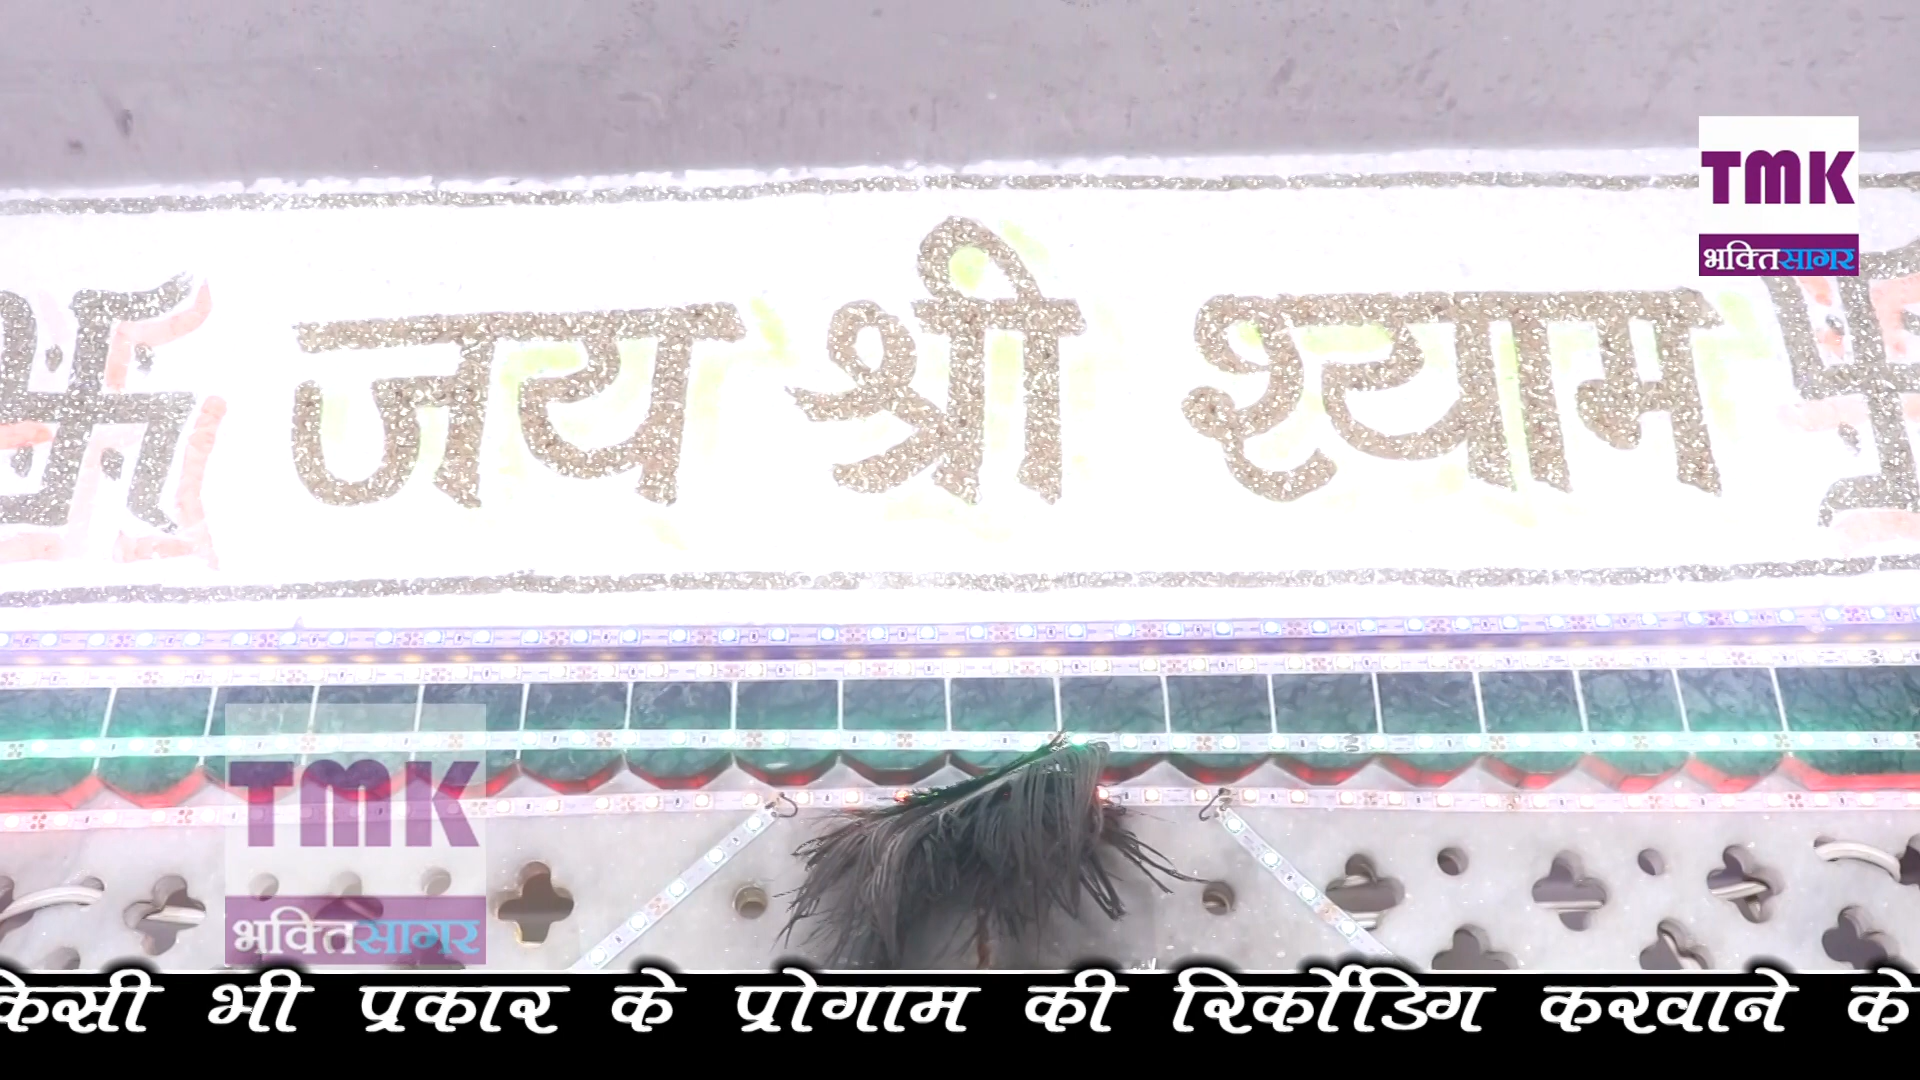 TMK
भक्तिसागर
जय श्री श्याम
TMK
भक्तिसागर
किसी भी प्रकार के प्रोगाम की रिर्कोडिग करवाने के